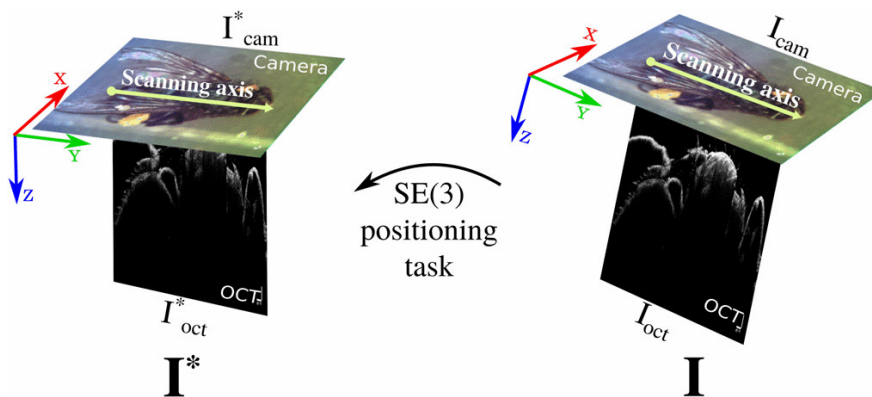 I*cam
Camera
X
Scanning axis
Y
Z
OCT
I*oct
I*
SE(3)
positioning
task
Icam
Camera
X
Scanning axis
Y
Z
OCT
Ioct
I